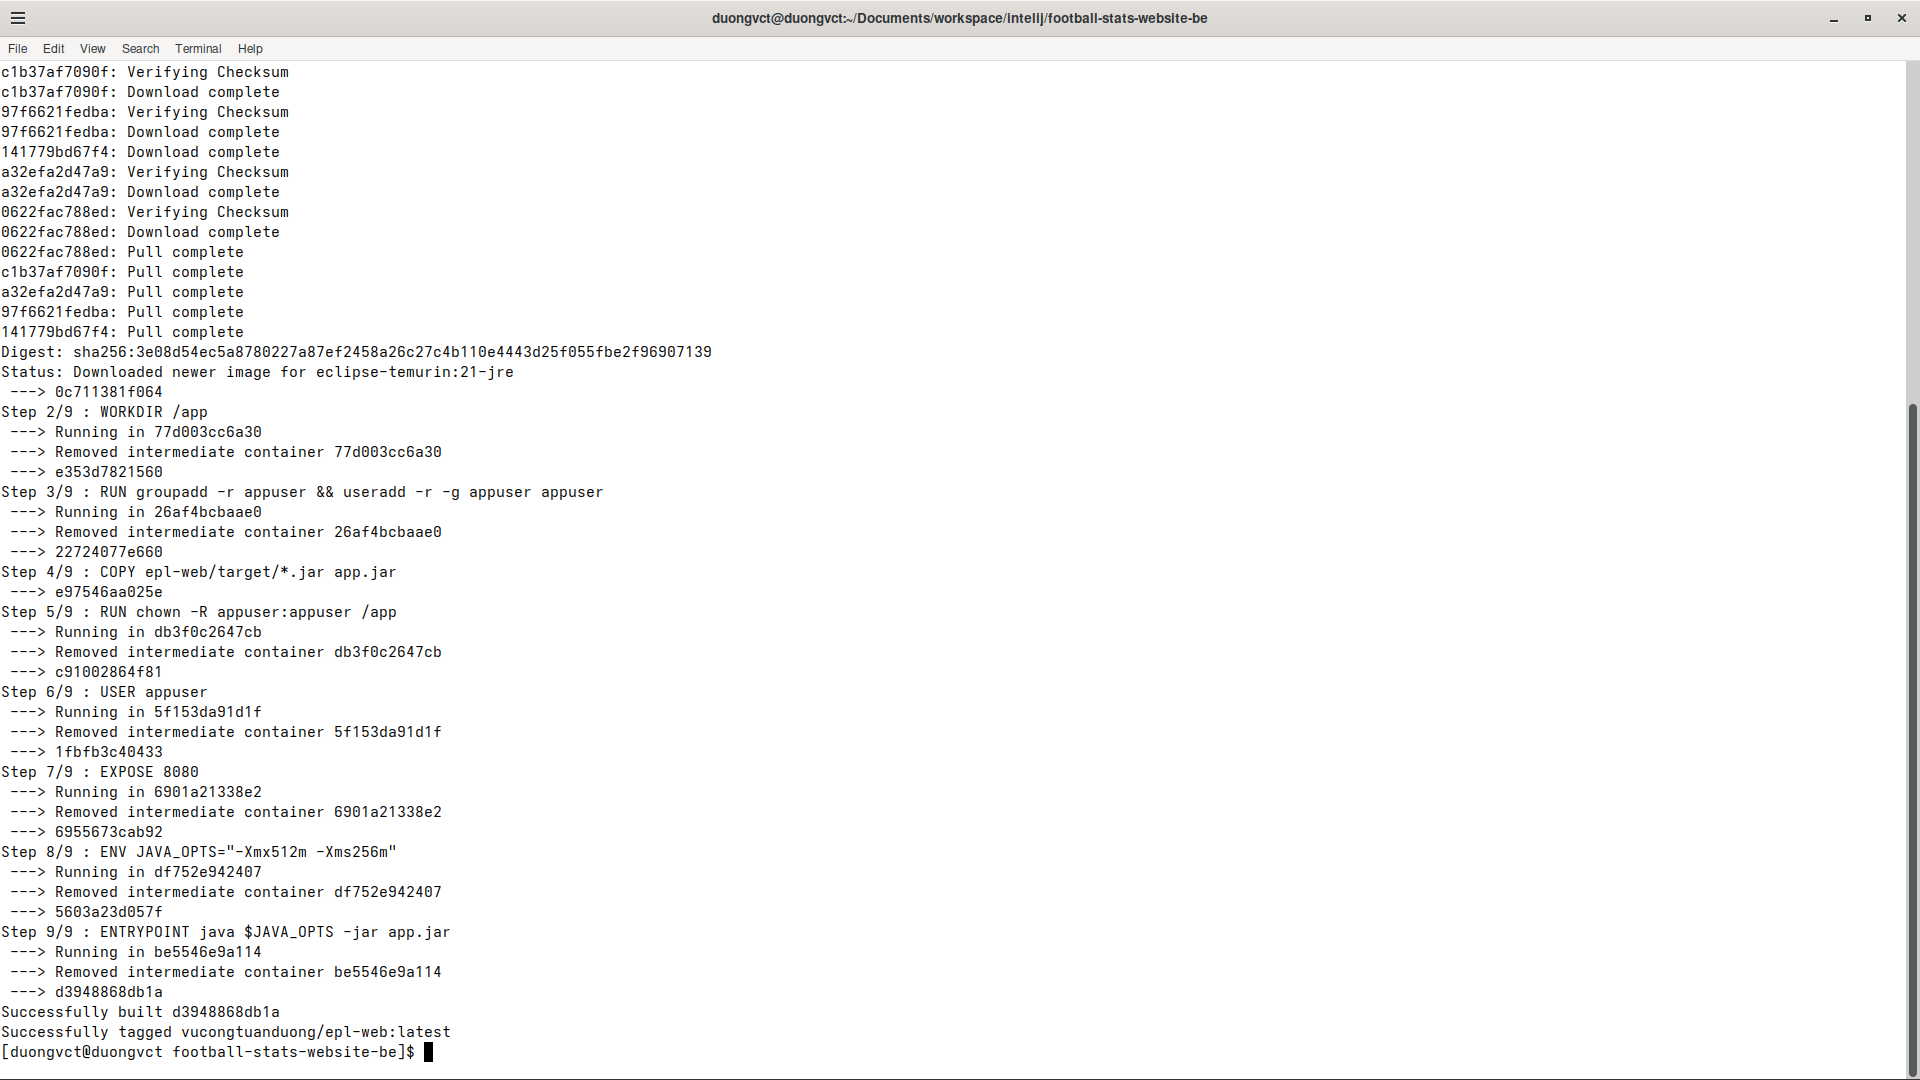 duongvct@duongvct:~/Documents/workspace/intelij/football-stats-website-be
File Edit View Search Terminal Help
c1b37af7090f: Verifying Checksum
c1b37af7090f: Download complete
97f6621fedba: Verifying Checksum
97f6621fedba: Download complete
141779bd67f4: Download complete
a32efa2d47a9: Verifying Checksum
a32efa2d47a9: Download complete
0622fac788ed: Verifying Checksum
0622fac788ed: Download complete
0622fac788ed: Pull complete
c1b37af7090f: Pull complete
a32efa2d47a9: Pull complete
97f6621fedba: Pull complete
141779bd67f4: Pull complete
Digest: sha256:3e08d54ec5a8780227a87ef2458a26c27c4b110e4443d25f055fbe2f96907139
Status: Downloaded newer image for eclipse-temurin:21-jre
 ---> 0c711381f064
Step 2/9 : WORKDIR /app
 ---> Running in 77d003cc6a30
 ---> Removed intermediate container 77d003cc6a30
 ---> e353d7821560
Step 3/9 : RUN groupadd -r appuser && useradd -r -g appuser appuser
 ---> Running in 26af4bcbaae0
 ---> Removed intermediate container 26af4bcbaae0
 ---> 22724077e660
Step 4/9 : COPY epl-web/target/*.jar app.jar
 ---> e97546aa025e
Step 5/9 : RUN chown -R appuser:appuser /app
 ---> Running in db3f0c2647cb
 ---> Removed intermediate container db3f0c2647cb
 ---> c91002864f81
Step 6/9 : USER appuser
 ---> Running in 5f153da91d1f
 ---> Removed intermediate container 5f153da91d1f
 ---> 1fbfb3c40433
Step 7/9 : EXPOSE 8080
 ---> Running in 6901a21338e2
 ---> Removed intermediate container 6901a21338e2
 ---> 6955673cab92
Step 8/9 : ENV JAVA_OPTS="-Xmx512m -Xms256m"
 ---> Running in df752e942407
 ---> Removed intermediate container df752e942407
 ---> 5603a23d057f
Step 9/9 : ENTRYPOINT java $JAVA_OPTS -jar app.jar
 ---> Running in be5546e9a114
 ---> Removed intermediate container be5546e9a114
 ---> d3948868db1a
Successfully built d3948868db1a
Successfully tagged vucongtuanduong/epl-web:latest
[duongvct@duongvct football-stats-website-be]$